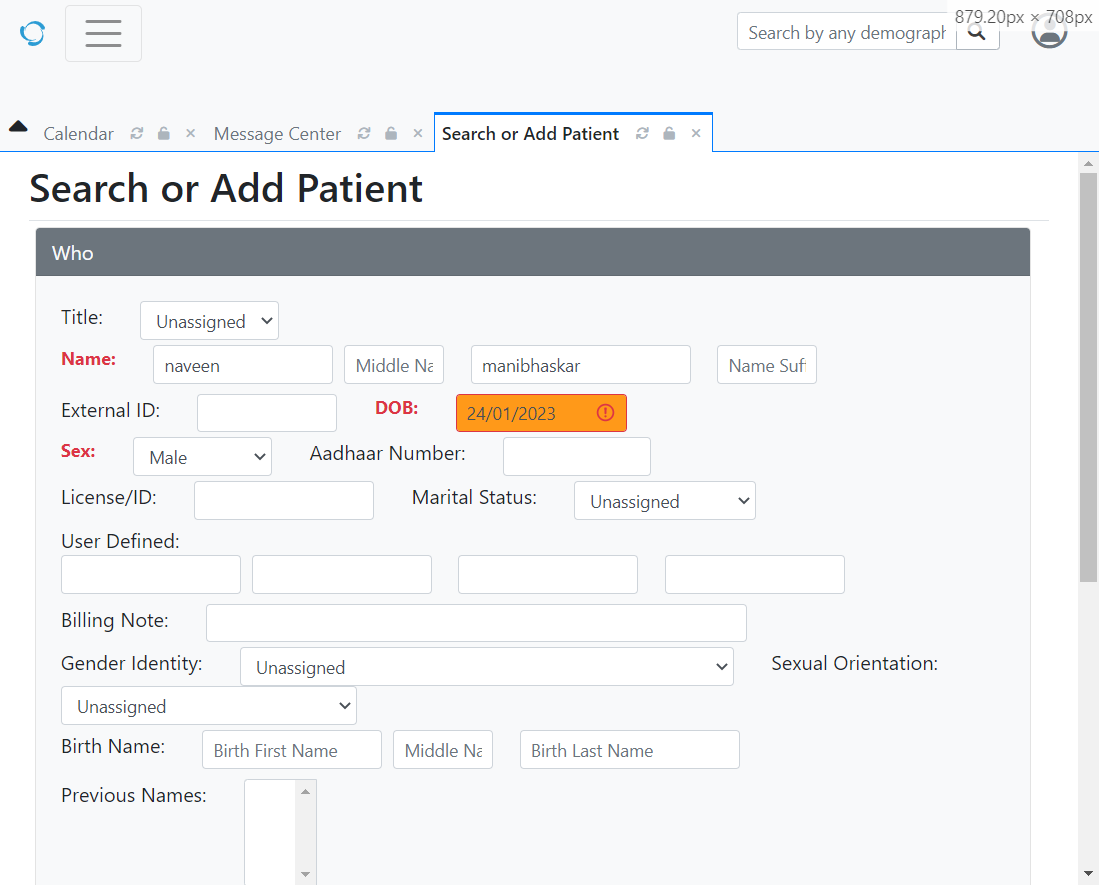 879.20px × 708px
Search by any demograph
Calendar Message Center Search or Add Patient
Search or Add Patient
Who
Title: Unassigned
Name: naveen Middle Na manibhaskar Name Suf
External ID: DOB: 24/01/2023
Sex: Male Aadhaar Number:
License/ID: Marital Status: Unassigned
User Defined:
Billing Note:
Gender Identity: Unassigned Sexual Orientation:
Unassigned
Birth Name: Birth First Name Middle Na Birth Last Name
Previous Names: